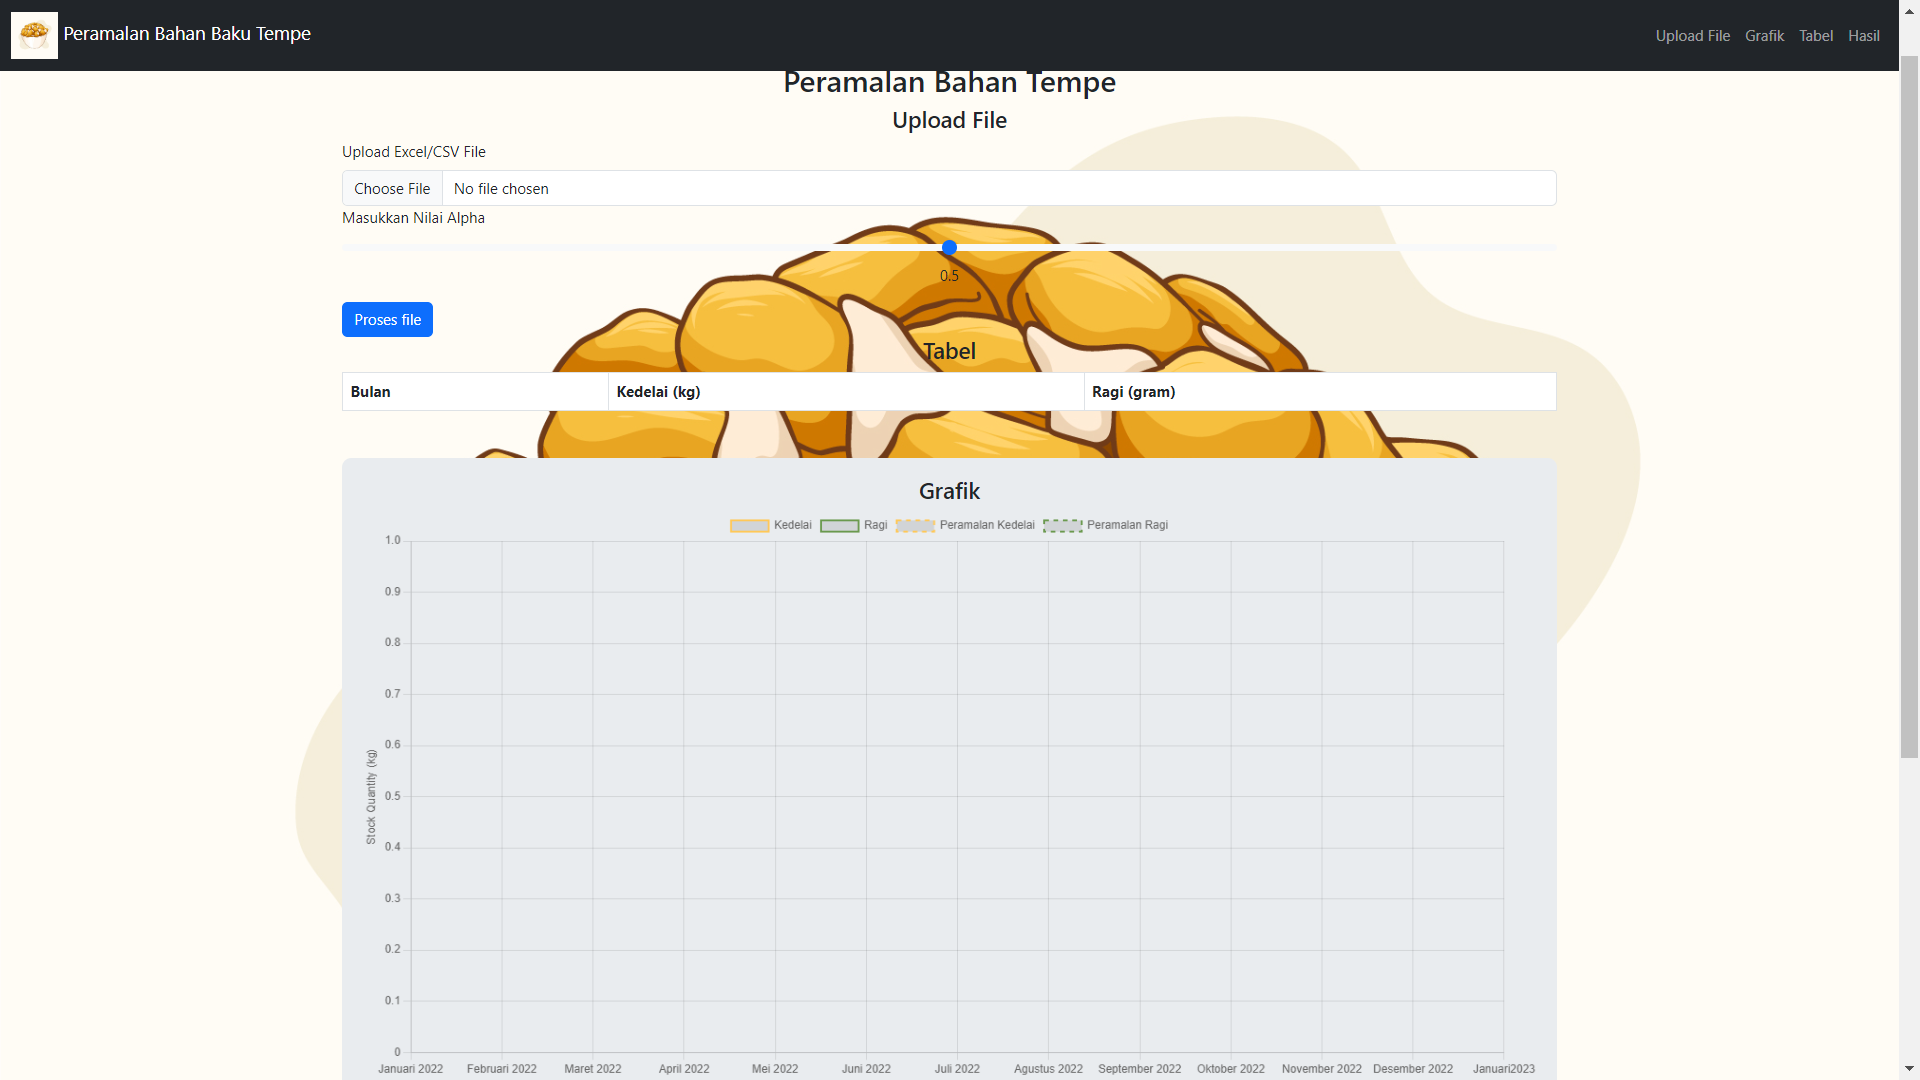 Peramalan Bahan Baku Tempe
Upload File Grafik Tabel Hasil
Peramalan Bahan Tempe
Upload File
Upload Excel/CSV File
Choose File No file chosen
Masukkan Nilai Alpha
0.5
Proses file
Tabel
Bulan Kedelai (kg) Ragi (gram)
Grafik
Kedelai Ragi Peramalan Kedelai Peramalan Ragi
Stock Quantity (kg)
1.0
0.9
0.8
0.7
0.6
0.5
0.4
0.3
0.2
0.1
0
Januari 2022 Februari 2022 Maret 2022 April 2022 Mei 2022 Juni 2022 Juli 2022 Agustus 2022 September 2022 Oktober 2022 November 2022 Desember 2022 Januari2023